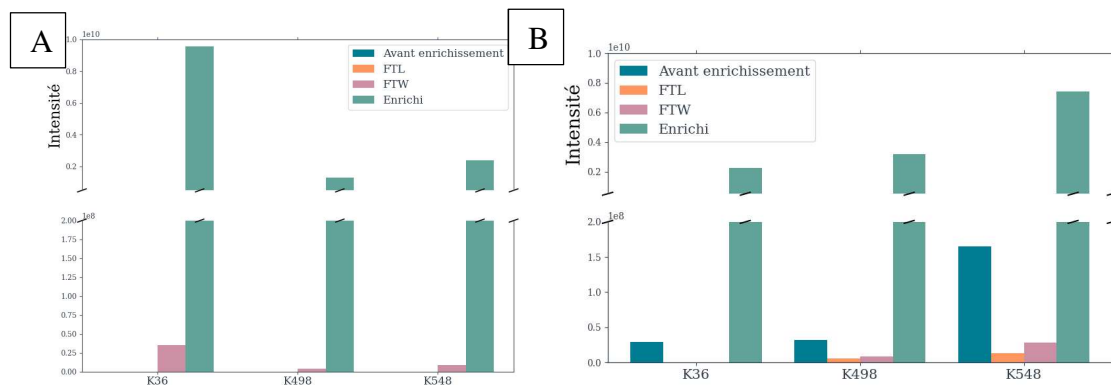 A
1e10
1.0
0.8
0.6
0.4
0.2
Intensité
Avant enrichissement
FTL
FTW
Enrichi
1e8
2.00
1.75
1.50
1.25
1.00
0.75
0.50
0.25
0.00
K36
K498
K548
B
1e10
1.0
0.8
0.6
0.4
0.2
Intensité
Avant enrichissement
FTL
FTW
Enrichi
1e8
2.0
1.5
1.0
0.5
0.0
K36
K498
K548